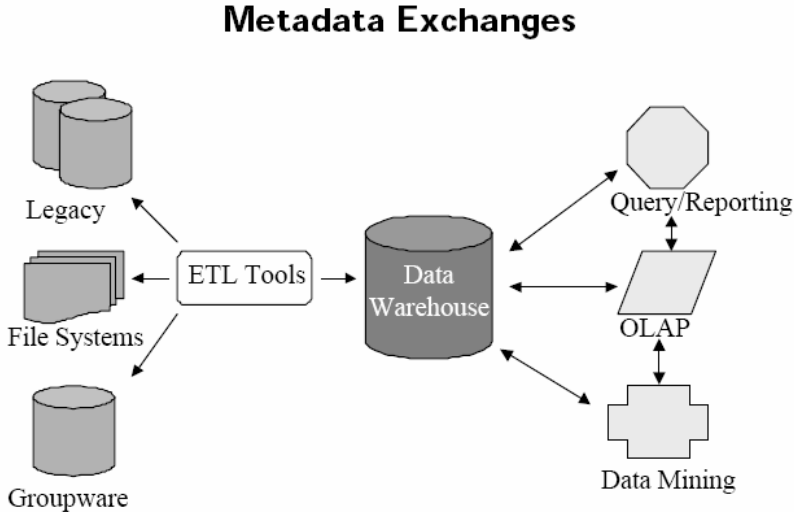 Metadata Exchanges
Legacy
File Systems
Groupware
ETL Tools
Data
Warehouse
Query/Reporting
OLAP
Data Mining